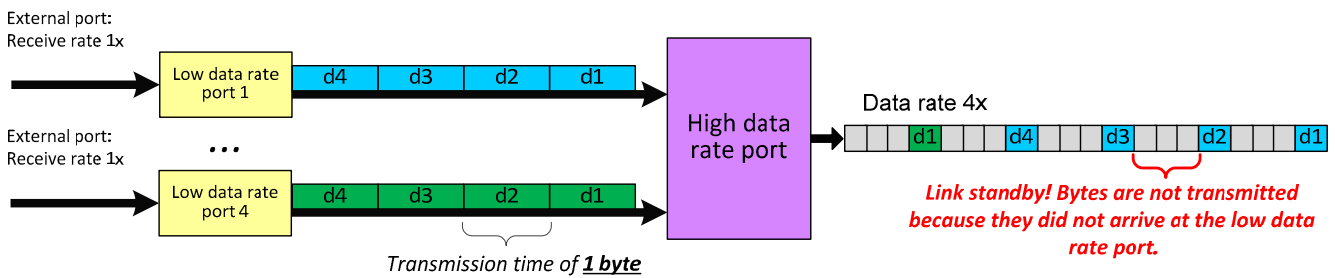 External port:
Receive rate 1x
Low data rate
port 1
d4 d3 d2 d1
External port:
Receive rate 1x
...
Low data rate
port 4
d4 d3 d2 d1
Transmission time of 1 byte
High data
rate port
Data rate 4x
d1 d4 d3 d2 d1
Link standby! Bytes are not transmitted
because they did not arrive at the low data
rate port.